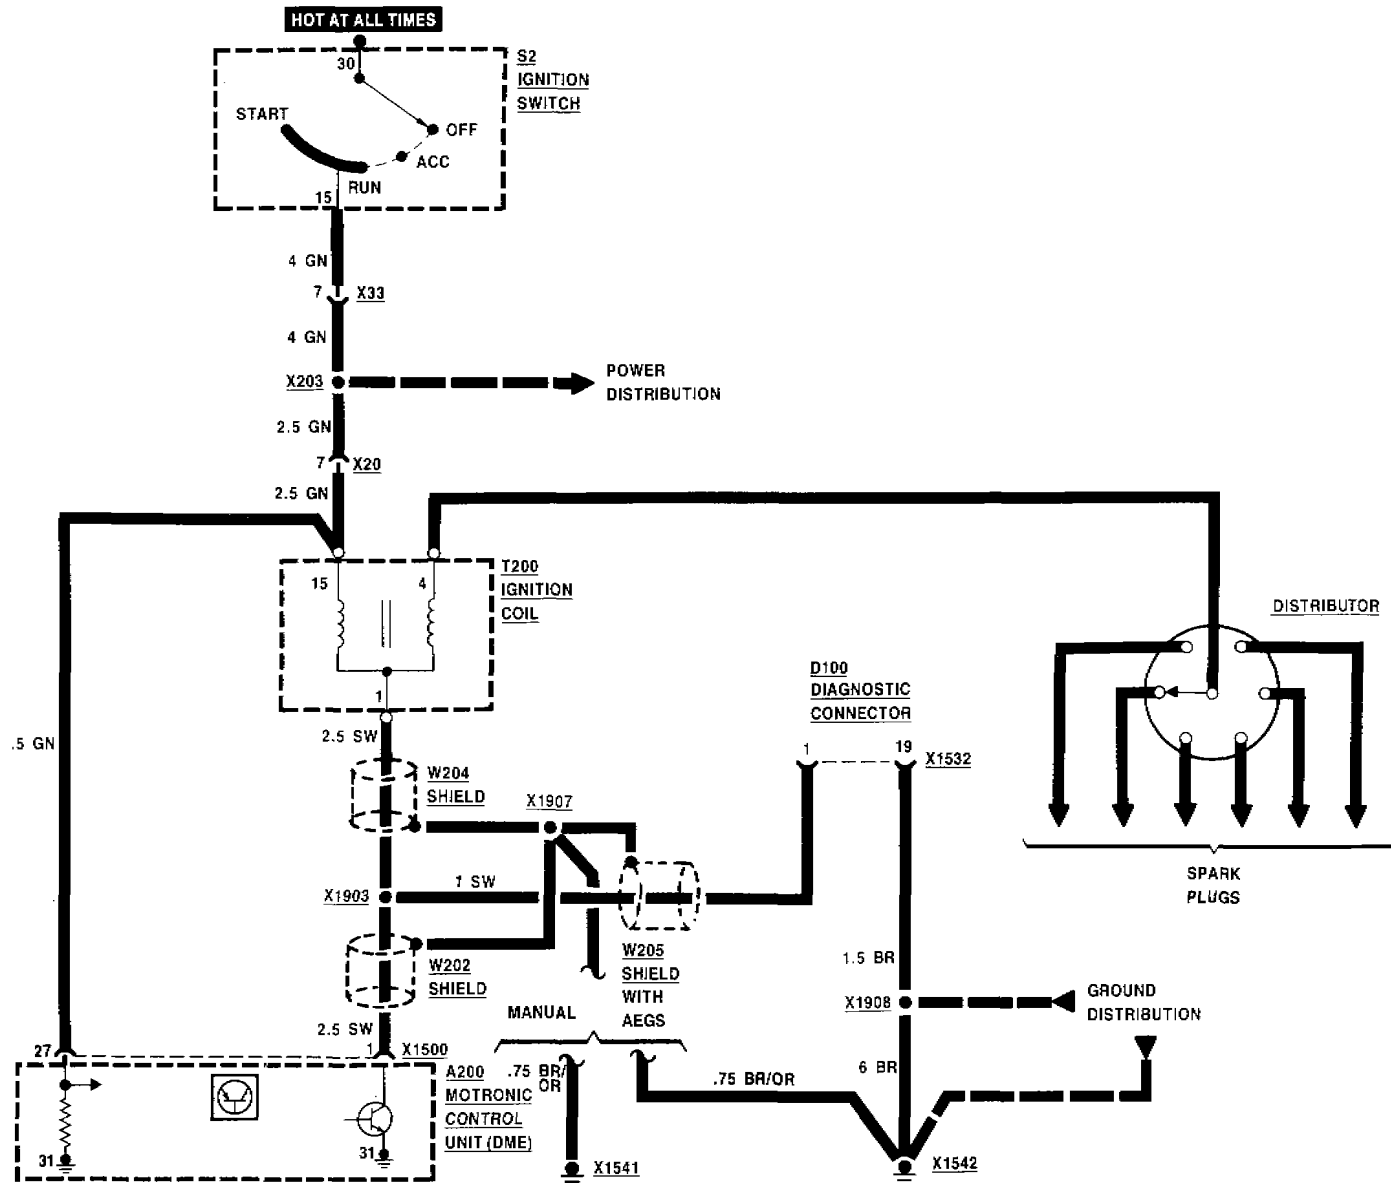 HOT AT ALL TIMES
30
S2
IGNITION
SWITCH
START
OFF
ACC
RUN
15
4 GN
7 X33
4 GN
X203
POWER
DISTRIBUTION
2.5 GN
7 X20
2.5 GN
15 4
T200
IGNITION
COIL
1
DISTRIBUTOR
D100
DIAGNOSTIC
CONNECTOR
.5 GN
2.5 SW
1 19 X1532
W204
SHIELD
X1907
SPARK
PLUGS
X1903
1 SW
W202
SHIELD
W205
SHIELD
WITH
AEGS
1.5 BR
X1908
GROUND
DISTRIBUTION
MANUAL
2.5 SW
27
1 X1500
.75 BR/
OR
.75 BR/OR
6 BR
A200
MOTRONIC
CONTROL
UNIT (DME)
31
31
X1541
X1542